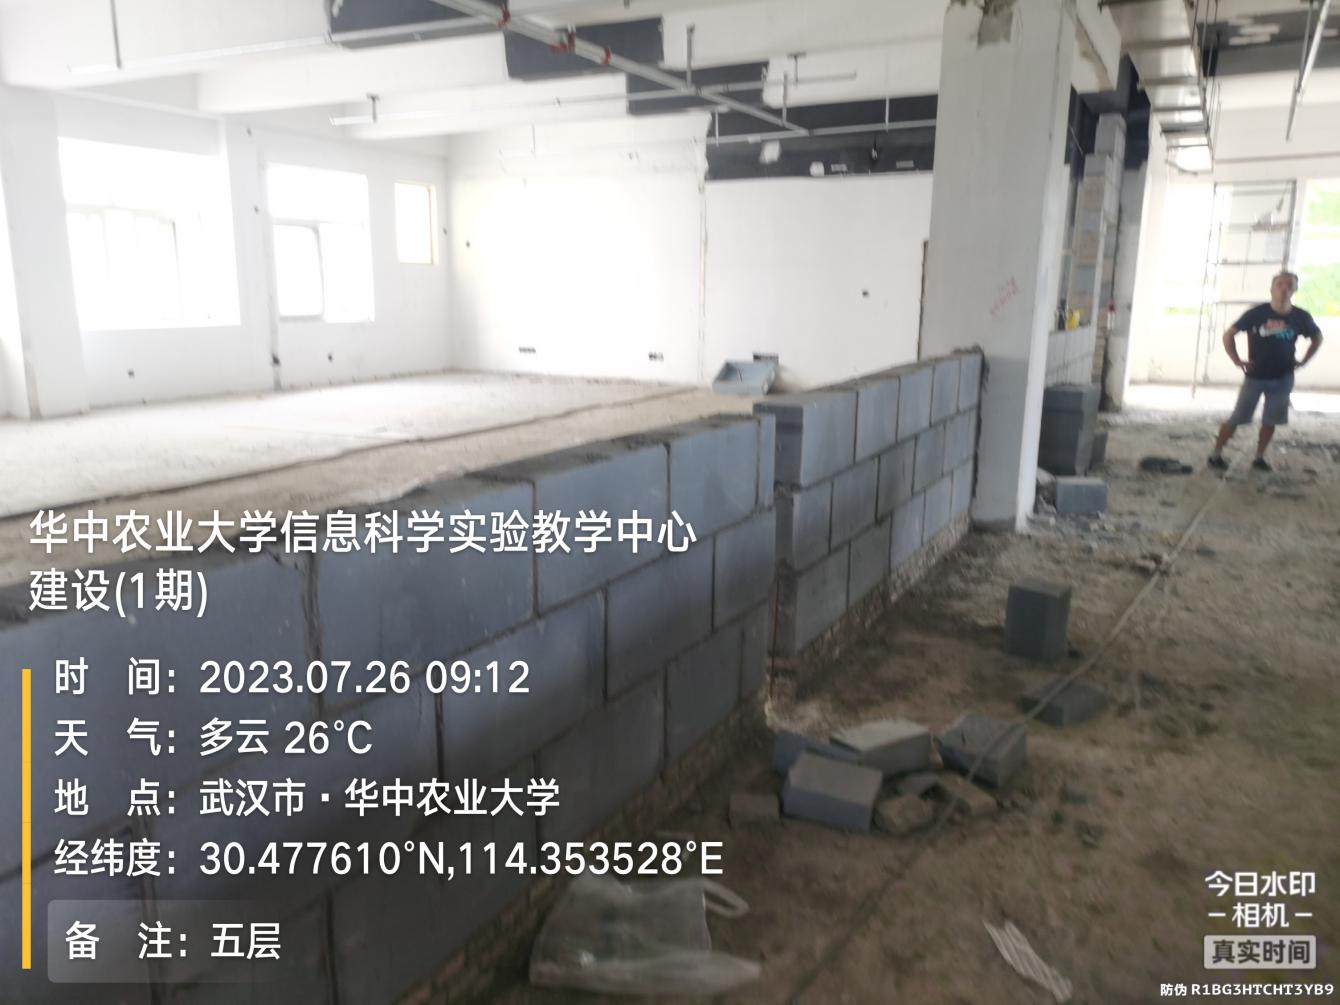 华中农业大学信息科学实验教学中心
建设(1期)
时 间：2023.07.26 09:12
天 气：多云 26°C
地 点：武汉市·华中农业大学
经纬度：30.477610°N,114.353528°E
备 注：五层
今日水印
相机
真实时间
防伪 R1BG3HTCHT3YB9